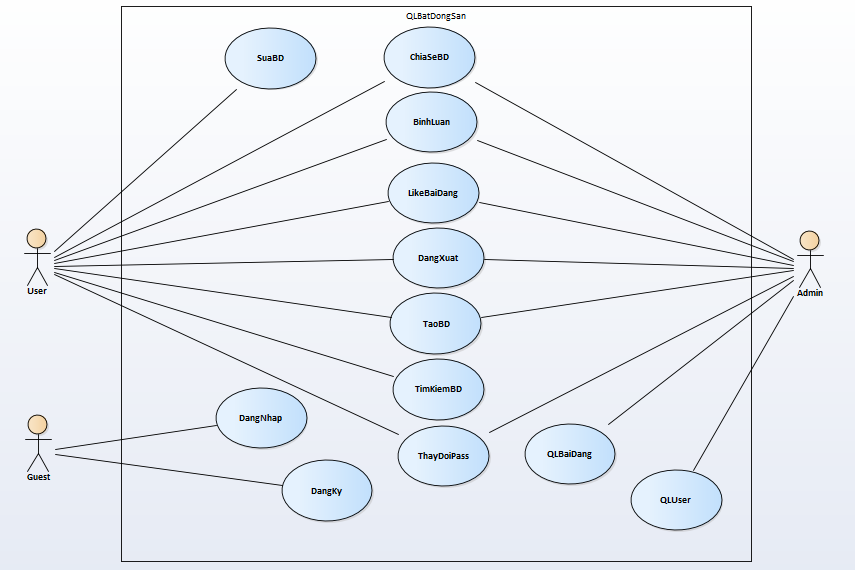 QLBatDongSan
SuaBD
ChiaSeBD
BinhLuan
LikeBaiDang
DangXuat
TaoBD
TimKiemBD
ThayDoiPass
User
Admin
DangNhap
DangKy
Guest
QLBaiDang
QLUser